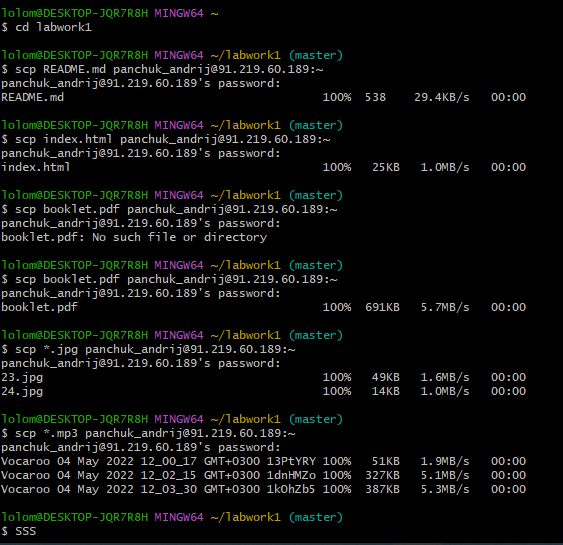 lolom@DESKTOP-JQR7R8H MINGW64 ~
$ cd labwork1
lolom@DESKTOP-JQR7R8H MINGW64 ~/labwork1 (master)
$ scp README.md panchuk_andrij@91.219.60.189:~
panchuk_andrij@91.219.60.189's password:
README.md 100% 538 29.4KB/s 00:00
lolom@DESKTOP-JQR7R8H MINGW64 ~/labwork1 (master)
$ scp index.html panchuk_andrij@91.219.60.189:~
panchuk_andrij@91.219.60.189's password:
index.html 100% 25KB 1.0MB/s 00:00
lolom@DESKTOP-JQR7R8H MINGW64 ~/labwork1 (master)
$ scp booklet.pdf panchuk_andrij@91.219.60.189:~
panchuk_andrij@91.219.60.189's password:
booklet.pdf: No such file or directory
lolom@DESKTOP-JQR7R8H MINGW64 ~/labwork1 (master)
$ scp booklet.pdf panchuk_andrij@91.219.60.189:~
panchuk_andrij@91.219.60.189's password:
booklet.pdf 100% 691KB 5.7MB/s 00:00
lolom@DESKTOP-JQR7R8H MINGW64 ~/labwork1 (master)
$ scp *.jpg panchuk_andrij@91.219.60.189:~
panchuk_andrij@91.219.60.189's password:
23.jpg 100% 49KB 1.6MB/s 00:00
24.jpg 100% 14KB 1.0MB/s 00:00
lolom@DESKTOP-JQR7R8H MINGW64 ~/labwork1 (master)
$ scp *.mp3 panchuk_andrij@91.219.60.189:~
panchuk_andrij@91.219.60.189's password:
Vocaroo 04 May 2022 12_00_17 GMT+0300 13PtYRY 100% 51KB 1.9MB/s 00:00
Vocaroo 04 May 2022 12_02_15 GMT+0300 1dnHMZo 100% 327KB 5.1MB/s 00:00
Vocaroo 04 May 2022 12_03_30 GMT+0300 1kOhZb5 100% 387KB 5.3MB/s 00:00
lolom@DESKTOP-JQR7R8H MINGW64 ~/labwork1 (master)
$ SSS